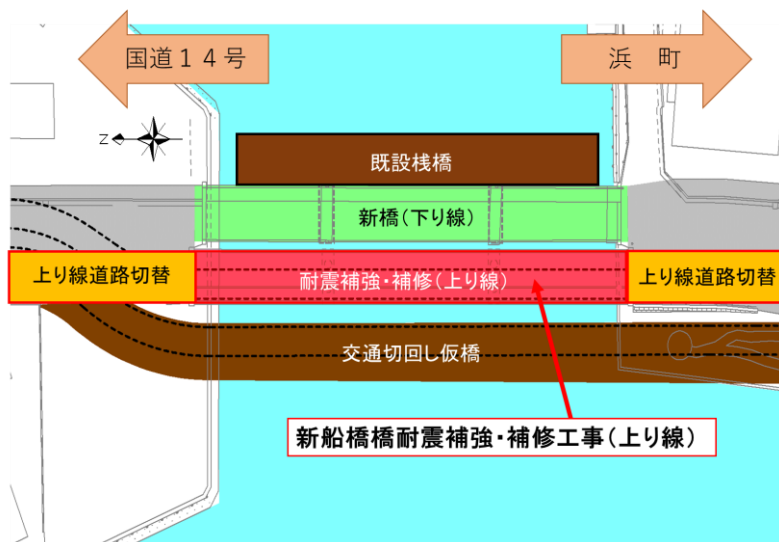 国道１４号
浜　町
Z
既設桟橋
新橋（下り線）
上り線道路切替
耐震補強・補修（上り線）
上り線道路切替
交通切回し仮橋
新船橋橋耐震補強・補修工事（上り線）